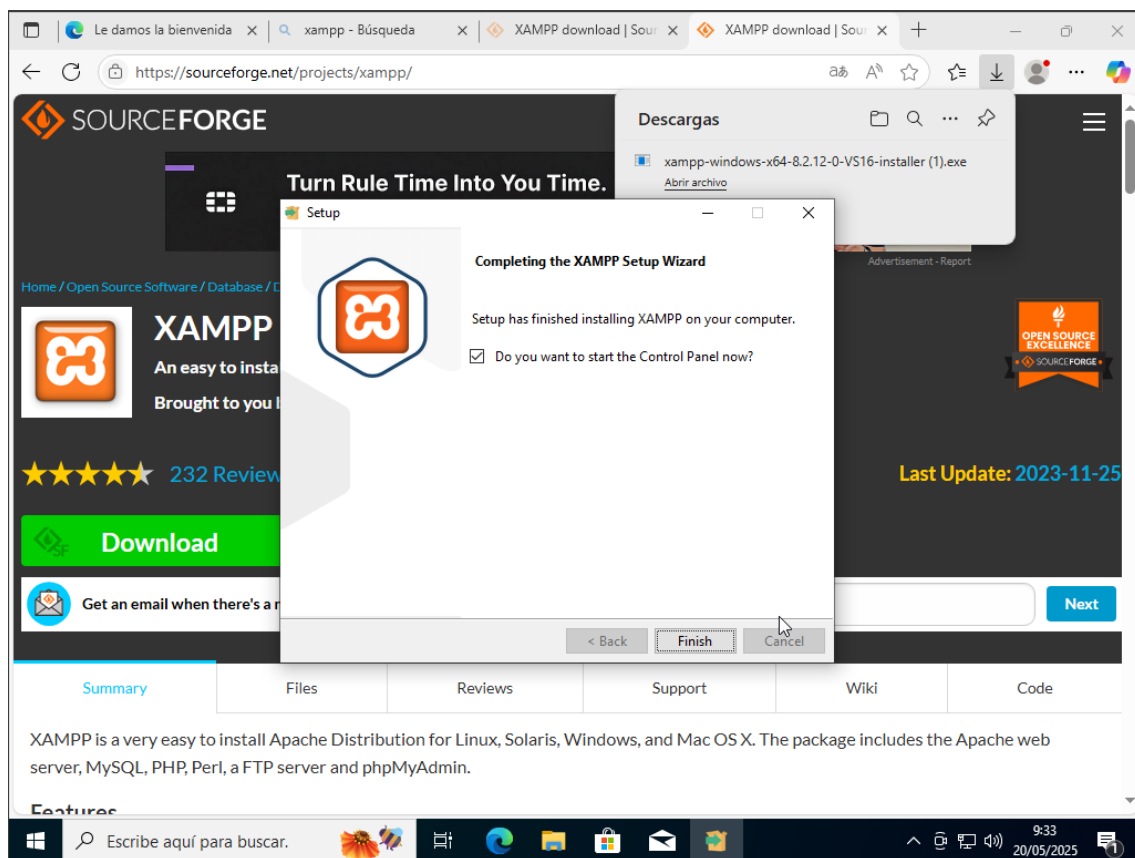 Le damos la bienvenida
xampp - Búsqueda
XAMPP download | Sour
XAMPP download | Sour
https://sourceforge.net/projects/xampp/
SOURCEFORGE
Descargas
xampp-windows-x64-8.2.12-0-VS16-installer (1).exe
Abrir archivo
Turn Rule Time Into You Time.
Advertisement - Report
Setup
Completing the XAMPP Setup Wizard
Setup has finished installing XAMPP on your computer.
Do you want to start the Control Panel now?
< Back
Finish
Cancel
Home / Open Source Software / Database /
XAMPP
An easy to insta
Brought to you
OPEN SOURCE
EXCELLENCE
SOURCEFORGE
232 Review
Last Update: 2023-11-25
SF
Download
Get an email when there's a
Next
Summary
Files
Reviews
Support
Wiki
Code
XAMPP is a very easy to install Apache Distribution for Linux, Solaris, Windows, and Mac OS X. The package includes the Apache web
server, MySQL, PHP, Perl, a FTP server and phpMyAdmin.
Features
Escribe aquí para buscar.
9:33
20/05/2025
1